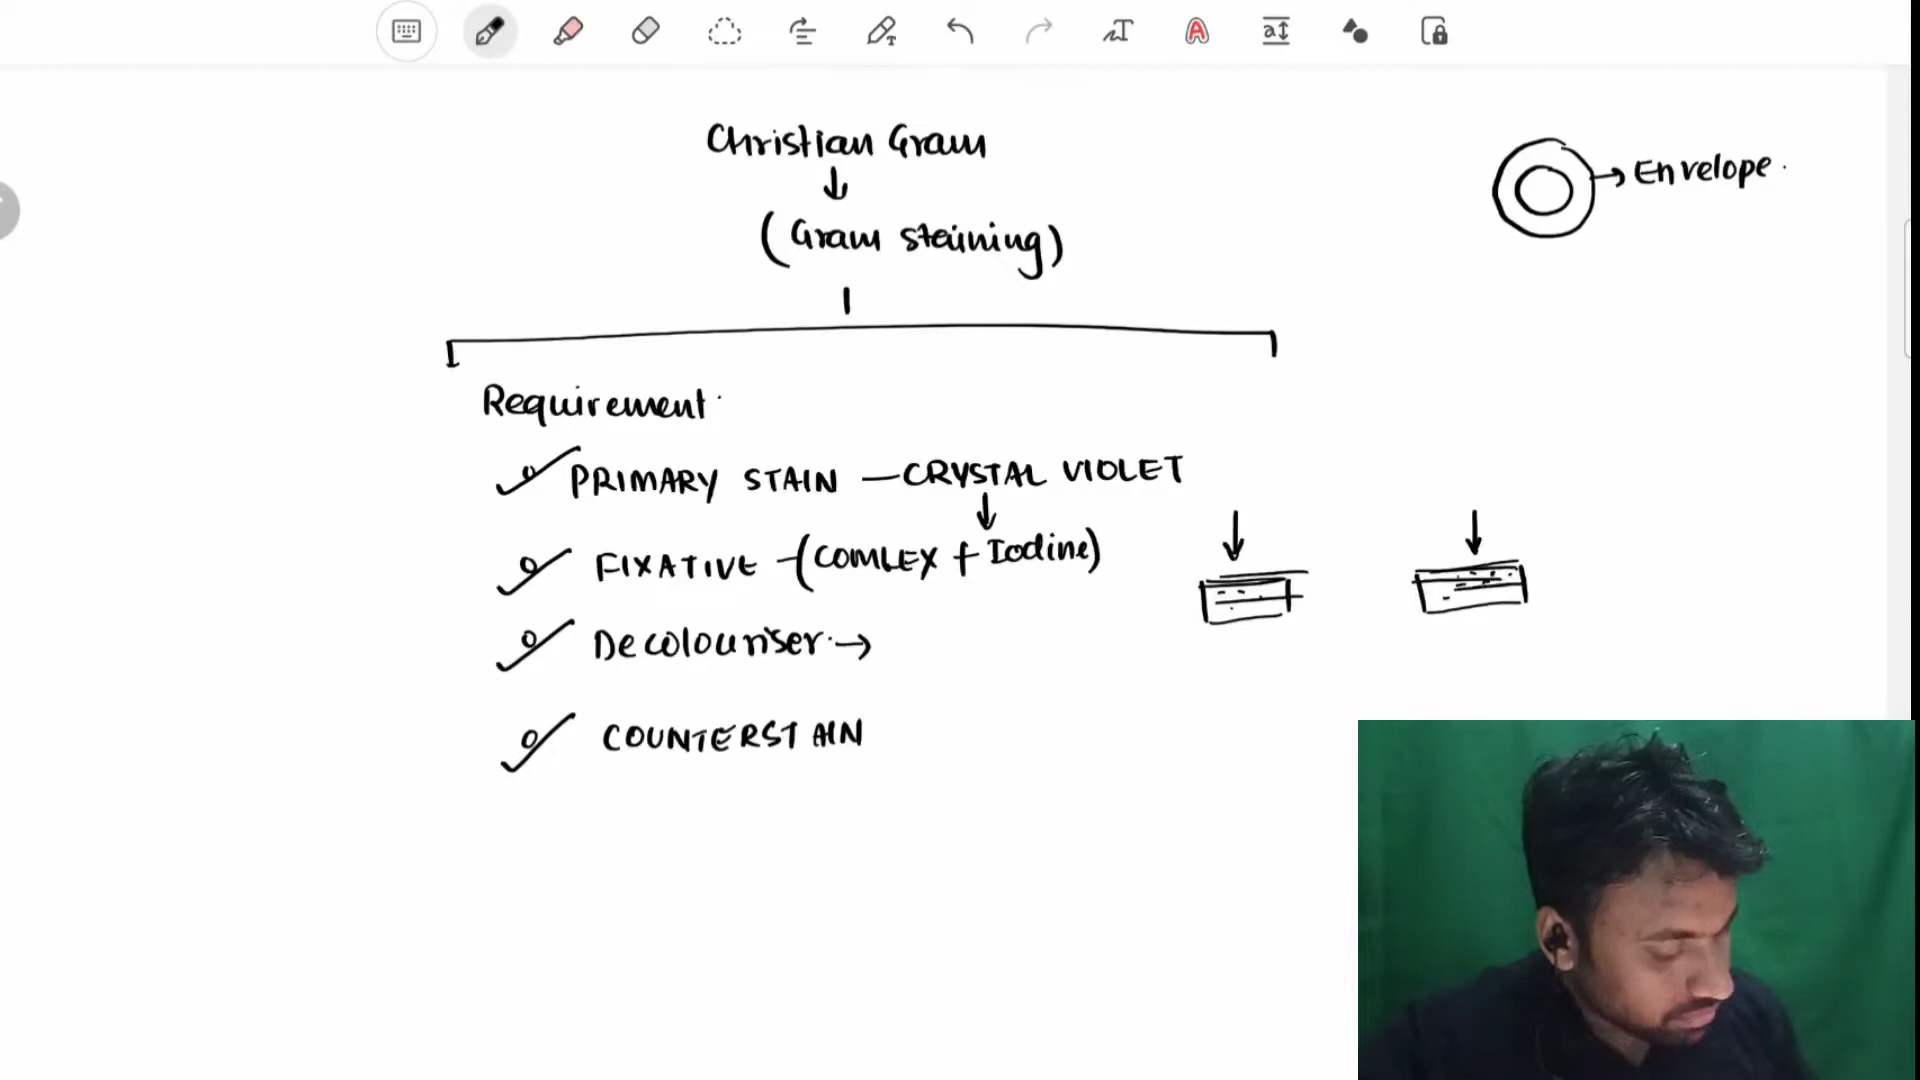 Christian Gram
↓
(Gram staining)
→ Envelope.
Requirement.
PRIMARY STAIN — CRYSTAL VIOLET
↓
FIXATIVE - (COMLEX + Iodine)
Decolouriser. →
COUNTERSTAIN